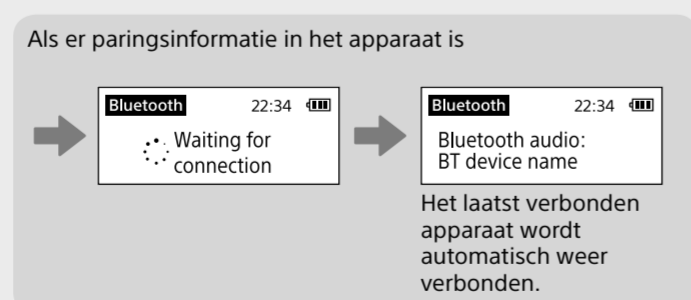 Als er paringsinformatie in het apparaat is
Bluetooth 22:34
Waiting for
connection
Bluetooth 22:34
Bluetooth audio:
BT device name
Het laatst verbonden
apparaat wordt
automatisch weer
verbonden.